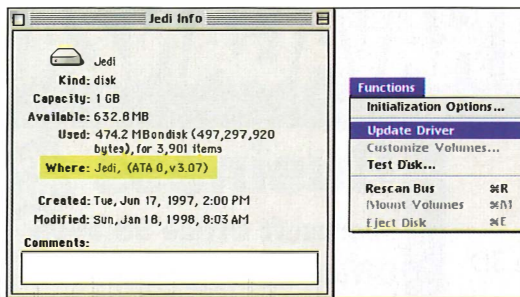 Jedi Info
Jedi
Kind: disk
Capacity: 1 GB
Available: 632.8 MB
Used: 474.2 MB on disk (497,297,920
bytes), for 3,901 items
Where: Jedi, (ATA 0, v3.07)
Created: Tue, Jun 17, 1997, 2:00 PM
Modified: Sun, Jan 18, 1998, 8:03 AM
Comments:
Functions
Initialization Options...
Update Driver
Customize Volumes...
Test Disk...
Rescan Bus ⌘R
Mount Volumes ⌘M
Eject Disk ⌘E